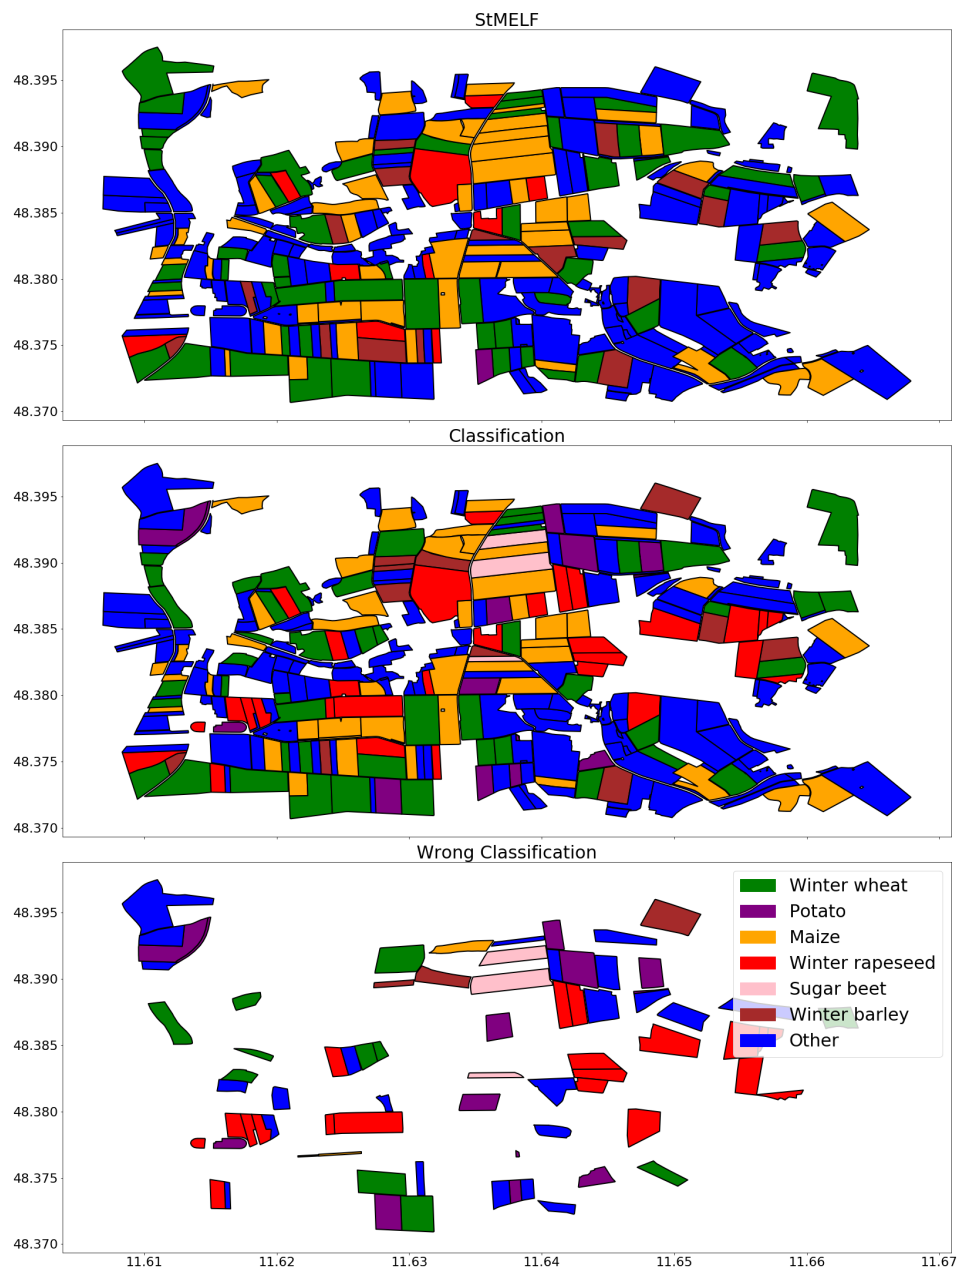 StMELF
48.395
48.390
48.385
48.380
48.375
48.370
Classification
48.395
48.390
48.385
48.380
48.375
48.370
Wrong Classification
48.395
48.390
48.385
48.380
48.375
48.370
Winter wheat
Potato
Maize
Winter rapeseed
Sugar beet
Winter barley
Other
11.61 11.62 11.63 11.64 11.65 11.66 11.67